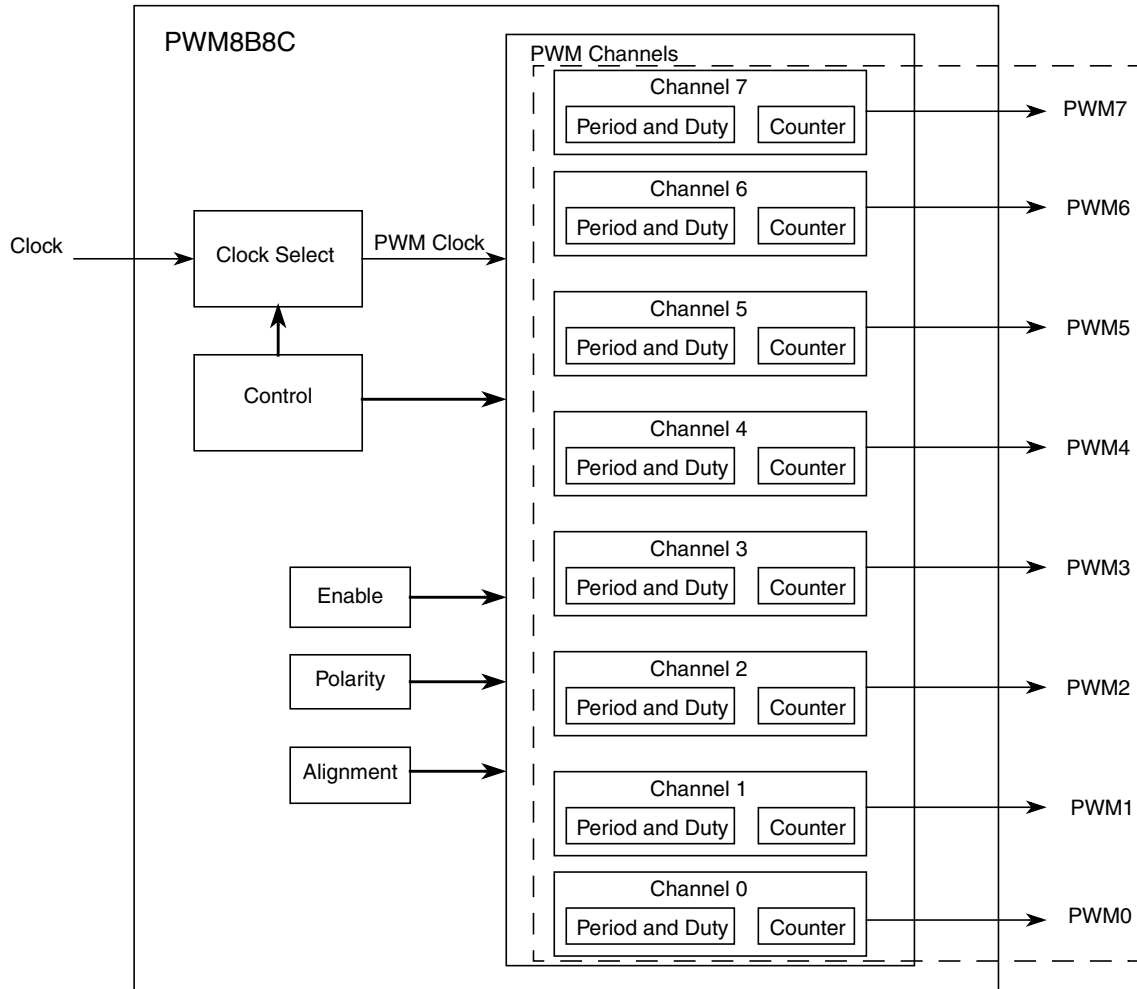 PWM8B8C
PWM Channels
Channel 7
Period and Duty
Counter
PWM7
Channel 6
Period and Duty
Counter
PWM6
Clock
Clock Select
PWM Clock
Channel 5
Period and Duty
Counter
PWM5
Control
Channel 4
Period and Duty
Counter
PWM4
Channel 3
Period and Duty
Counter
PWM3
Enable
Channel 2
Period and Duty
Counter
PWM2
Polarity
Alignment
Channel 1
Period and Duty
Counter
PWM1
Channel 0
Period and Duty
Counter
PWM0